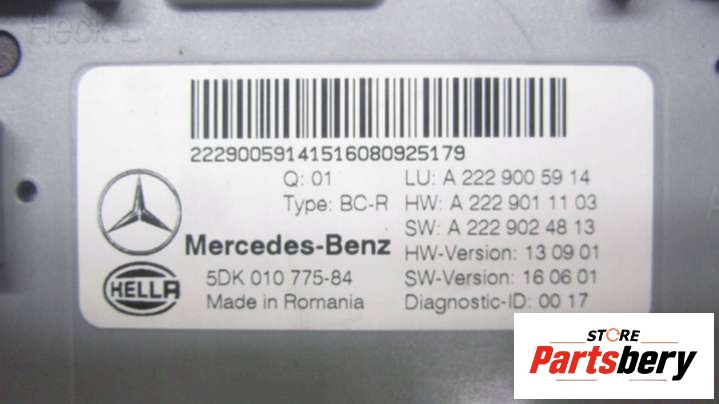 Heck
2229005914151608092517​9
Q: 01
LU: A 222 900 59 14
Type: BC-R
HW: A 222 901 11 03
SW: A 222 902 48 13
Mercedes-Benz
HW-Version: 13 09 01
HELLA
5DK 010 775-84
SW-Version: 16 06 01
Made in Romania
Diagnostic-ID: 00 17
STORE
Partsbery